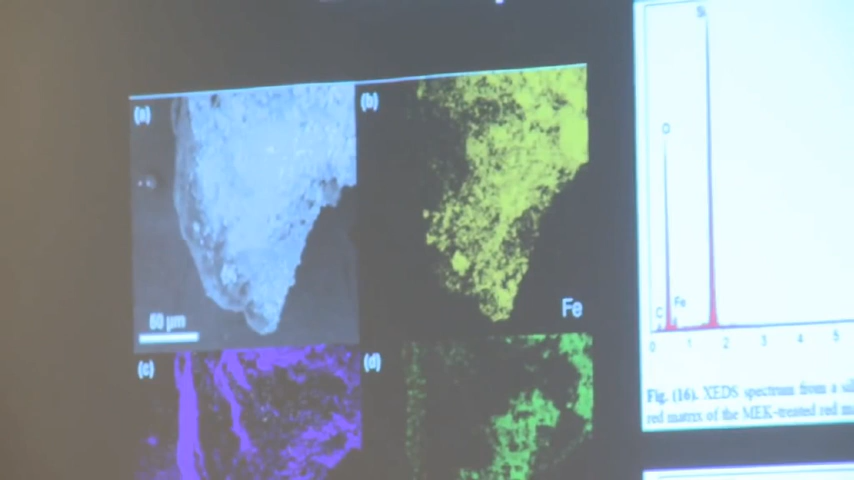 (a)
(b)
50 µm
Fe
(c)
(d)
Si
O
C
Fe
0 1 2 3 4 5
Fig. (16). XEDS spectrum from a
red matrix of the MEK-treated red